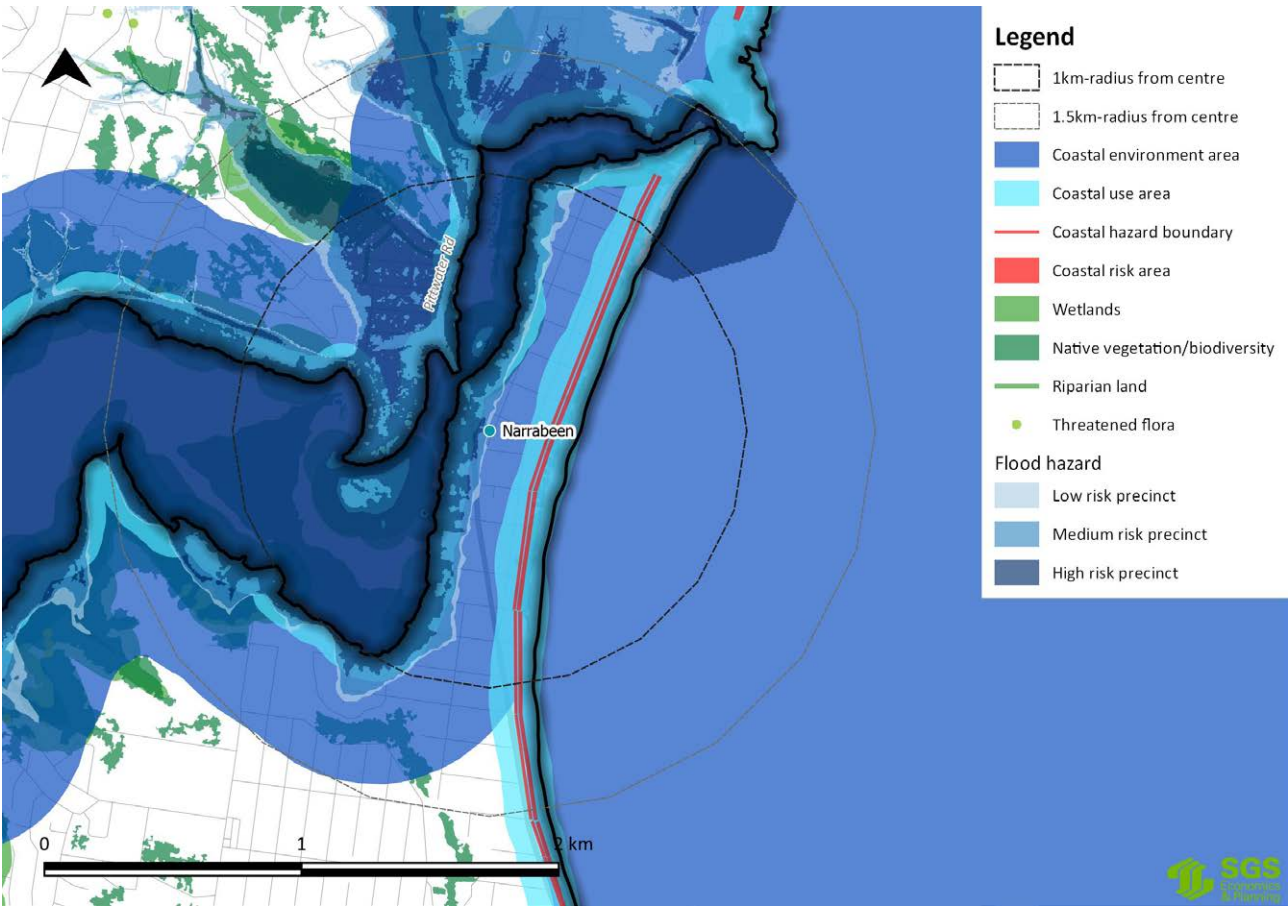 Legend
1km-radius from centre
1.5km-radius from centre
Coastal environment area
Coastal use area
Coastal hazard boundary
Coastal risk area
Wetlands
Native vegetation/biodiversity
Riparian land
Threatened flora
Flood hazard
Low risk precinct
Medium risk precinct
High risk precinct
Pittwater Rd
Narrabeen
0 1 2 km
SGS
Economics
& Planning